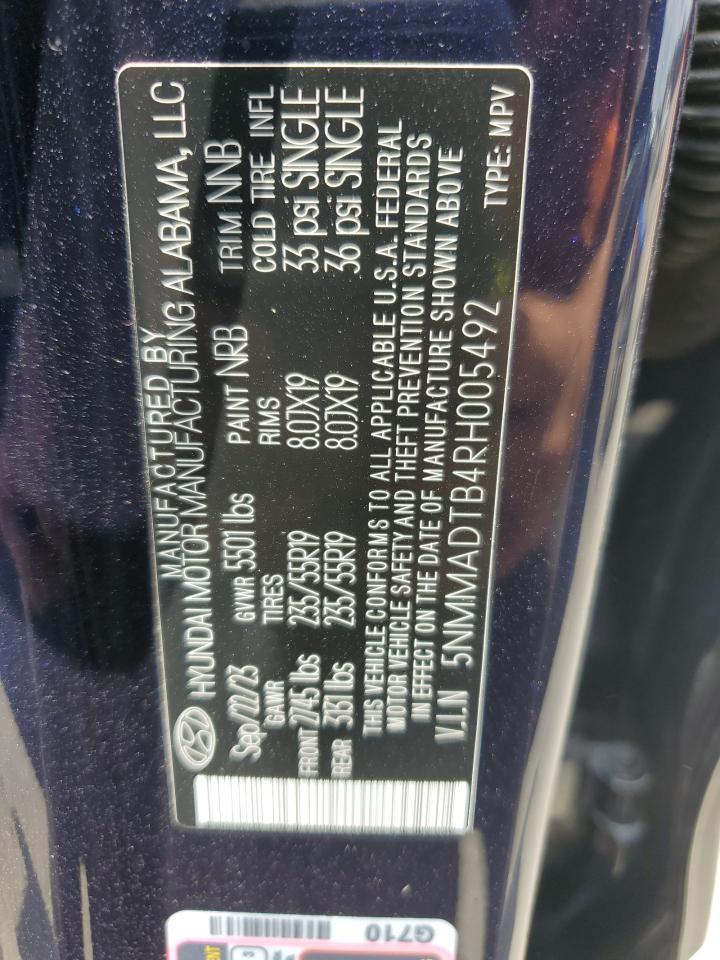 MANUFACTURED BY
HYUNDAI MOTOR MANUFACTURING ALABAMA, LLC
Sep/22/23 GVWR 5501 lbs PAINT NRB TRIM NNB
GAWR TIRES RIMS COLD TIRE INFL
FRONT 2745 lbs 235/55R19 8.0JX19 33 psi SINGLE
REAR 3131 lbs 235/55R19 8.0JX19 36 psi SINGLE
THIS VEHICLE CONFORMS TO ALL APPLICABLE U.S.A. FEDERAL
MOTOR VEHICLE SAFETY AND THEFT PREVENTION STANDARDS
IN EFFECT ON THE DATE OF MANUFACTURE SHOWN ABOVE
V.I.N 5NMMADTB4RH005492 TYPE: MPV
G710